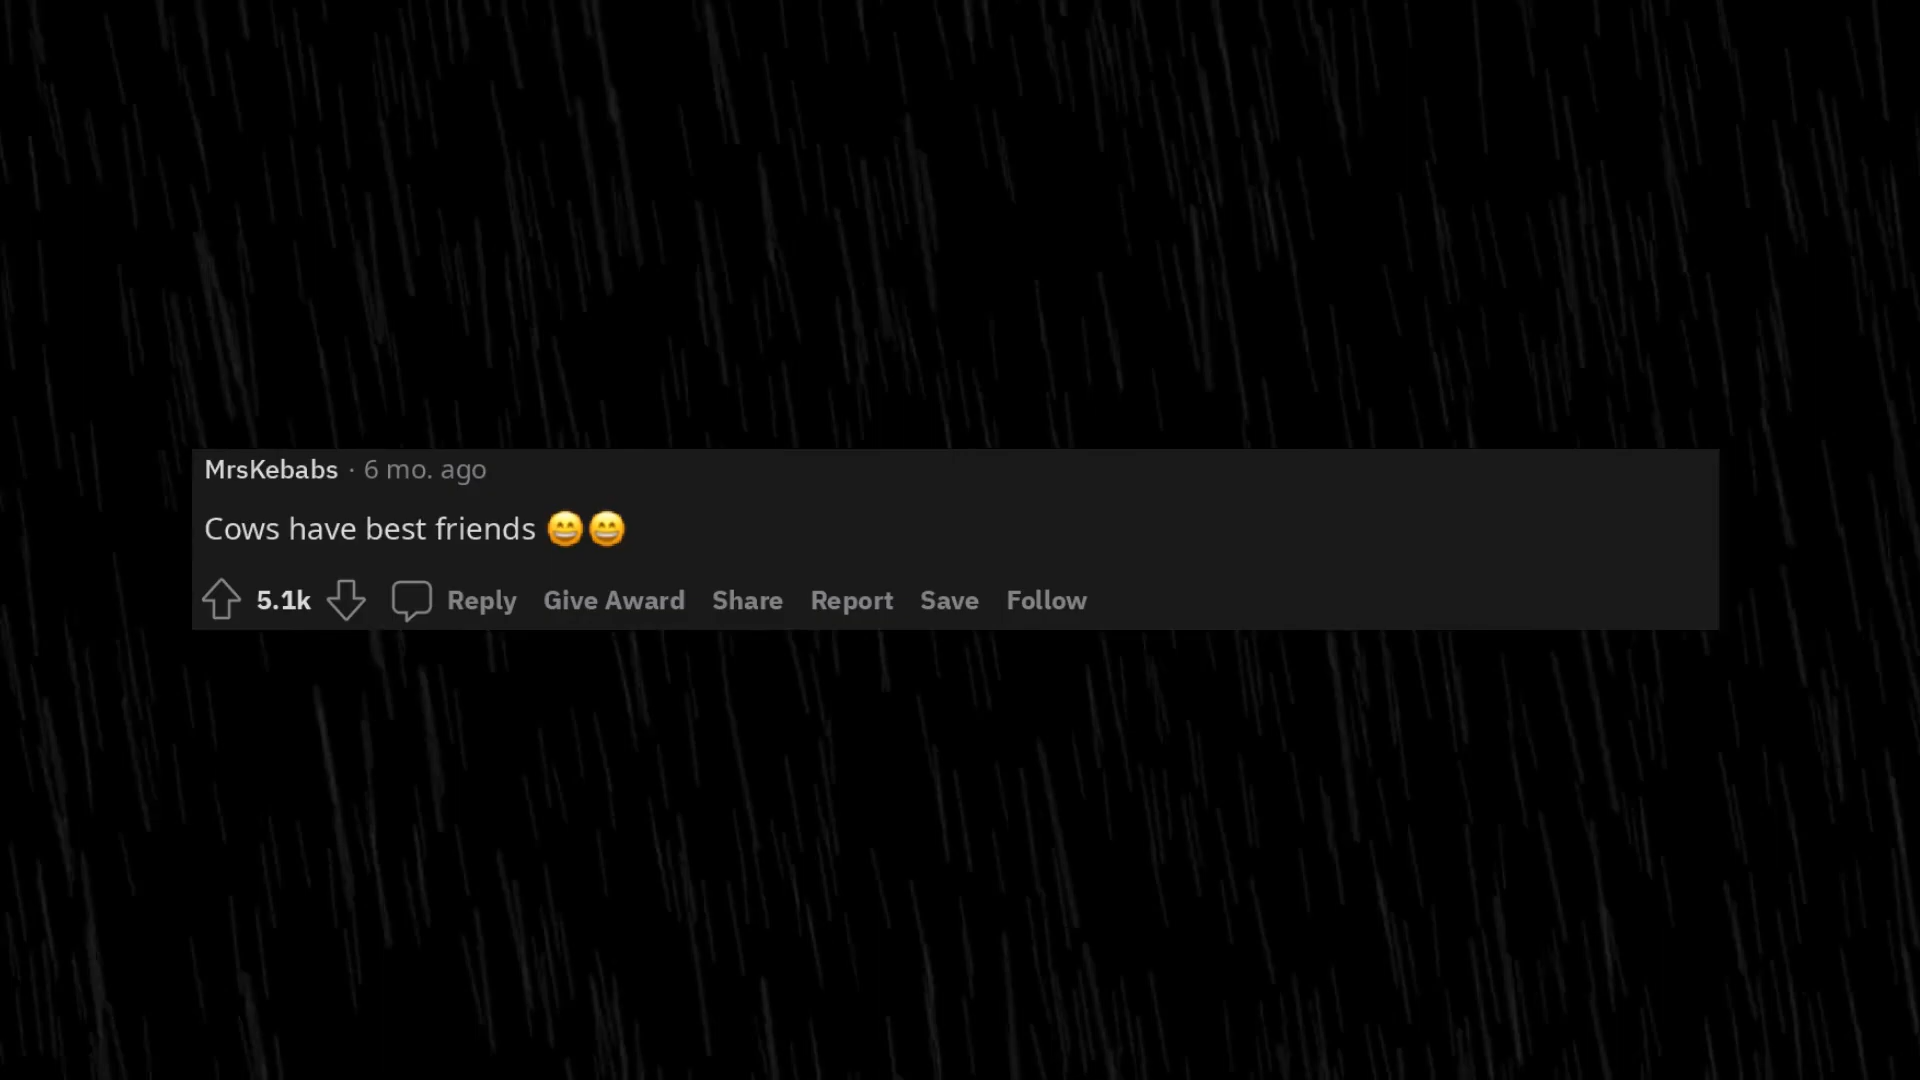 MrsKebabs · 6 mo. ago
Cows have best friends 😄😄
5.1k Reply Give Award Share Report Save Follow